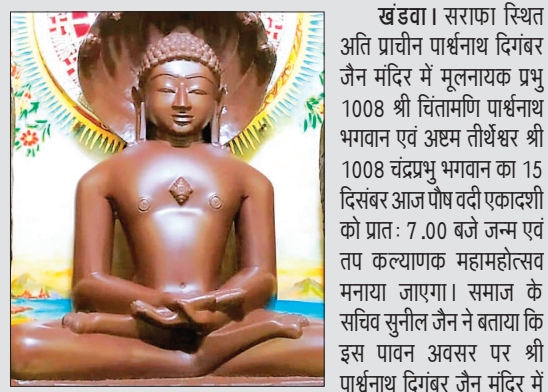 खंडवा। सराफा स्थित
अति प्राचीन पार्श्वनाथ दिगंबर
जैन मंदिर में मूलनायक प्रभु
1008 श्री चिंतामणि पार्श्वनाथ
भगवान एवं अष्टम तीर्थेश्वर श्री
1008 चंद्रप्रभु भगवान का 15
दिसंबर आज पौष वदी एकादशी
को प्रातः 7.00 बजे जन्म एवं
तप कल्याणक महामहोत्सव
मनाया जाएगा। समाज के
सचिव सुनील जैन ने बताया कि
इस पावन अवसर पर श्री
पार्श्वनाथ दिगंबर जैन मंदिर में